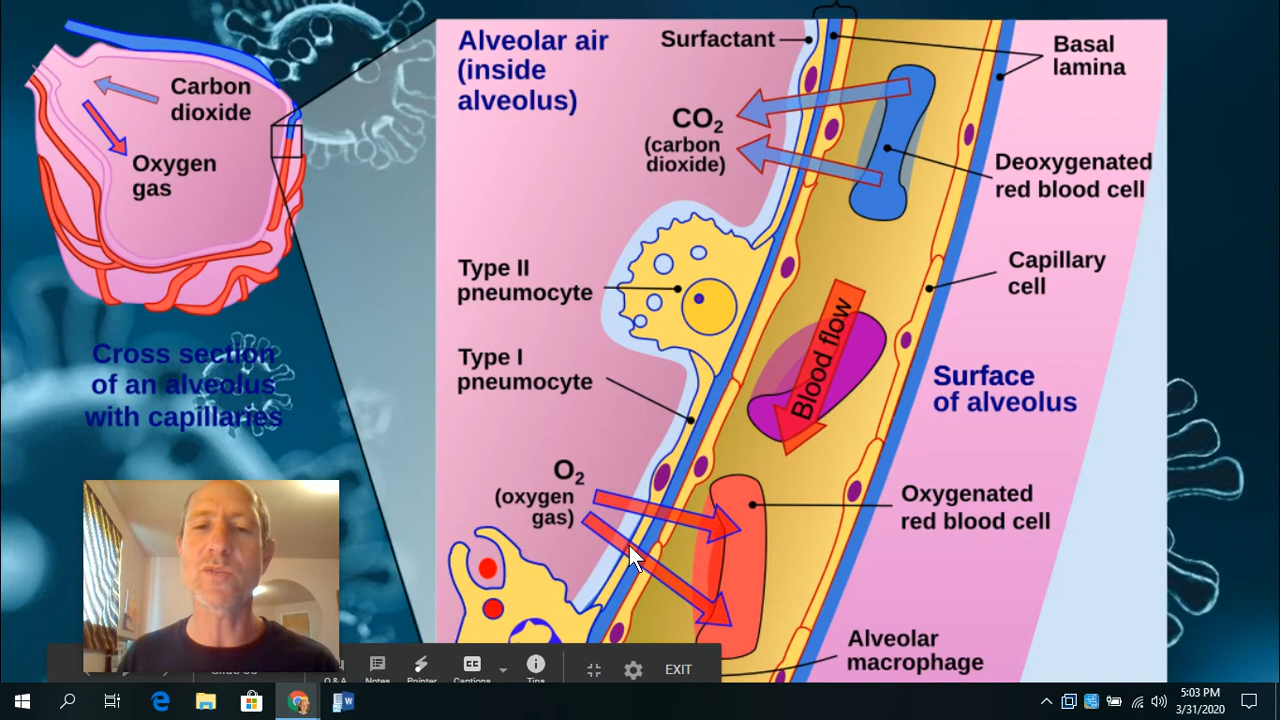 Carbon
dioxide
Oxygen
gas
Cross section
of an alveolus
with capillaries
Alveolar air
(inside
alveolus)
Surfactant
Basal
lamina
CO₂
(carbon
dioxide)
Deoxygenated
red blood cell
Type II
pneumocyte
Capillary
cell
Blood flow
Type I
pneumocyte
Surface
of alveolus
O₂
(oxygen
gas)
Oxygenated
red blood cell
Alveolar
macrophage
Notes
Pointer
CC
Captions
Tips
EXIT
5:03 PM
3/31/2020